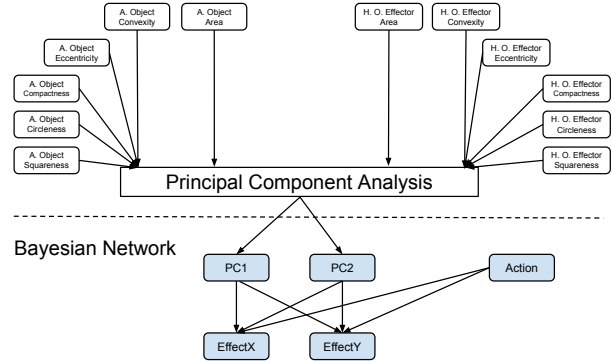 A. Object
Convexity
A. Object
Area
H. O. Effector
Area
H. O. Effector
Convexity
A. Object
Eccentricity
H. O. Effector
Eccentricity
A. Object
Compactness
H. O. Effector
Compactness
A. Object
Circleness
H. O. Effector
Circleness
A. Object
Squareness
H. O. Effector
Squareness
Principal Component Analysis
Bayesian Network
PC1
PC2
Action
EffectX
EffectY